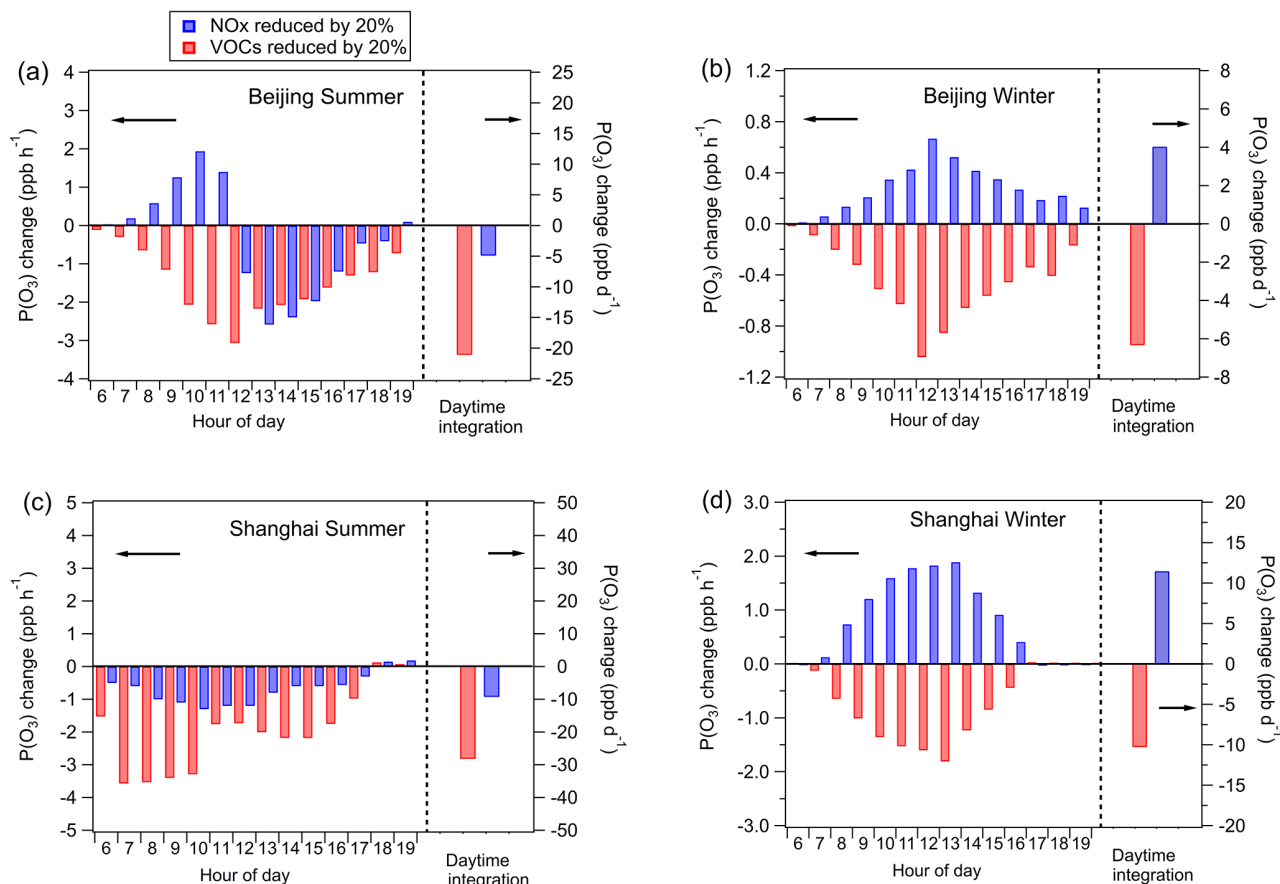 NOx reduced by 20%
VOCs reduced by 20%
(a)
Beijing Summer
P(O3) change (ppb h-1)
4
3
2
1
0
-1
-2
-3
-4
25
20
15
10
5
0
-5
-10
-15
-20
-25
P(O3) change (ppb d-1)
6 7 8 9 10 11 12 13 14 15 16 17 18 19
Hour of day
Daytime
integration
(b)
Beijing Winter
P(O3) change (ppb h-1)
1.2
0.8
0.4
0.0
-0.4
-0.8
-1.2
8
6
4
2
0
-2
-4
-6
-8
P(O3) change (ppb d-1)
6 7 8 9 10 11 12 13 14 15 16 17 18 19
Hour of day
Daytime
integration
(c)
Shanghai Summer
P(O3) change (ppb h-1)
5
4
3
2
1
0
-1
-2
-3
-4
-5
50
40
30
20
10
0
-10
-20
-30
-40
-50
P(O3) change (ppb d-1)
6 7 8 9 10 11 12 13 14 15 16 17 18 19
Hour of day
Daytime
integration
(d)
Shanghai Winter
P(O3) change (ppb h-1)
3.0
2.0
1.0
0.0
-1.0
-2.0
-3.0
20
15
10
5
0
-5
-10
-15
-20
P(O3) change (ppb d-1)
6 7 8 9 10 11 12 13 14 15 16 17 18 19
Hour of day
Daytime
integration